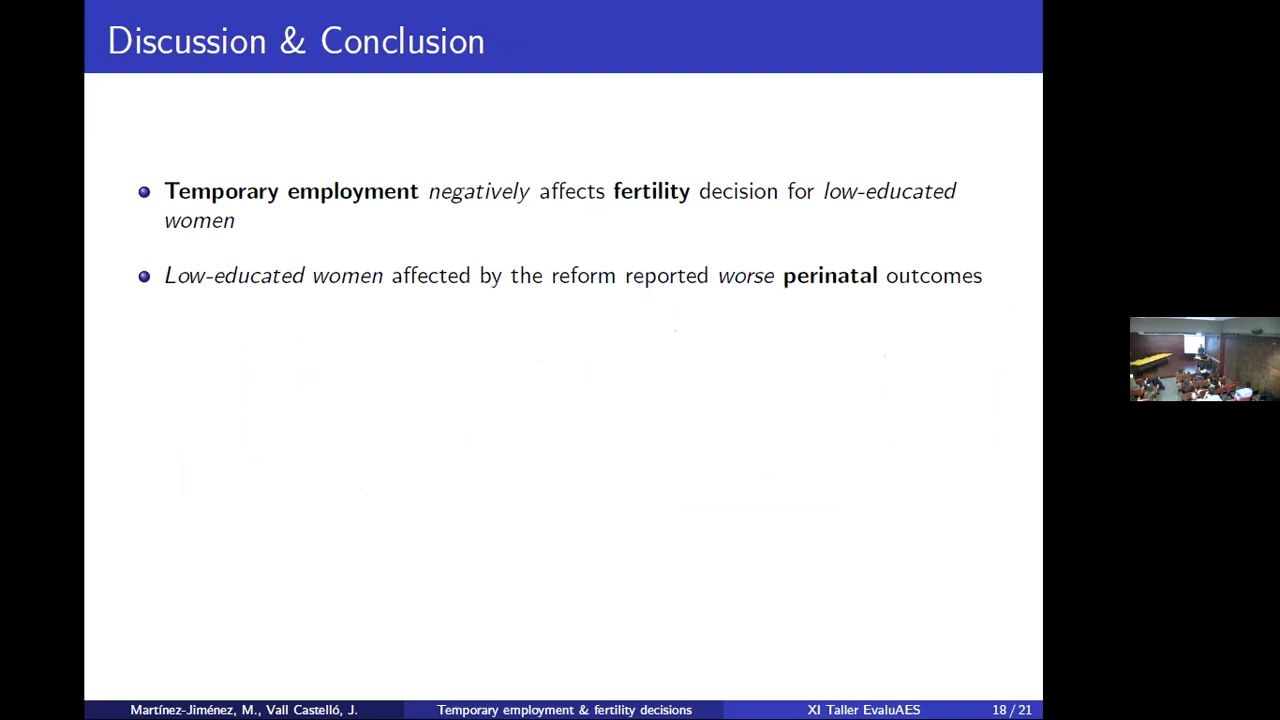 Discussion & Conclusion
Temporary employment negatively affects fertility decision for low-educated
women
Low-educated women affected by the reform reported worse perinatal outcomes
Martínez-Jiménez, M., Vall Castelló, J.
Temporary employment & fertility decisions
XI Taller EvaluAES
18 / 21